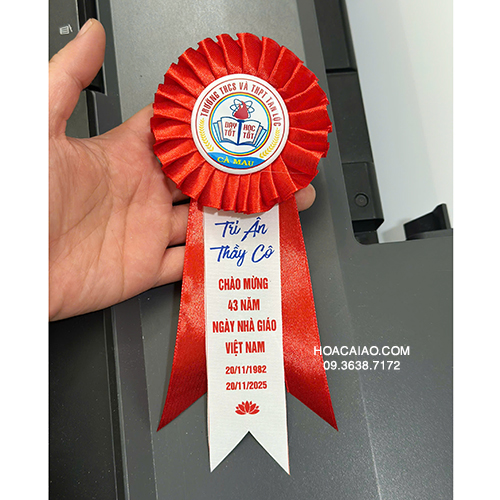 TRƯỜNG THCS VÀ THPT TÂN LỘC
DẠY HỌC
TỐT TỐT
CÀ MAU
Tri Ân
Thầy Cô
CHÀO MỪNG
43 NĂM
NGÀY NHÀ GIÁO
VIỆT NAM
20/11/1982
20/11/2025
HOACAIAO.COM
09.3638.7172